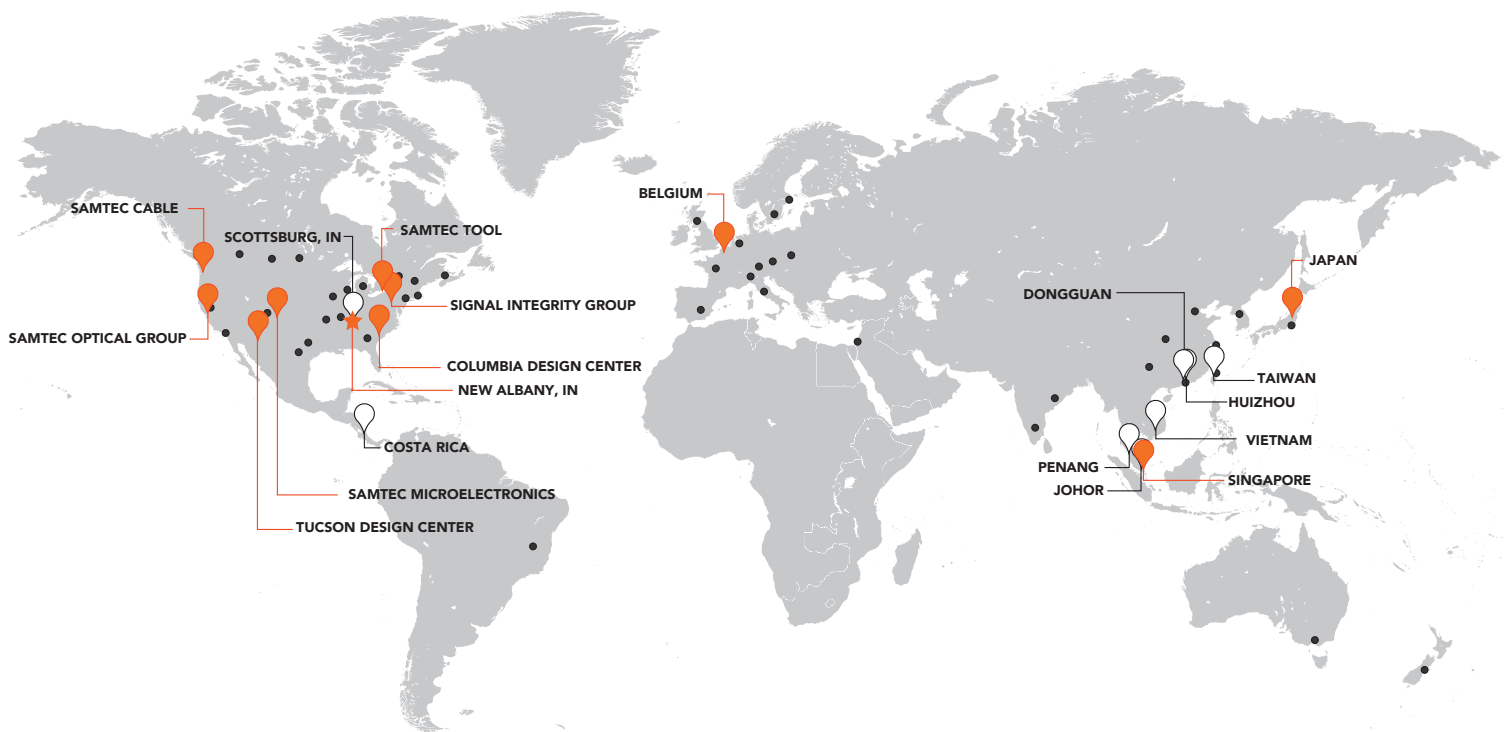 BELGIUM
SAMTEC CABLE
SAMTEC TOOL
SCOTTSBURG, IN
JAPAN
DONGGUAN
SIGNAL INTEGRITY GROUP
SAMTEC OPTICAL GROUP
COLUMBIA DESIGN CENTER
TAIWAN
NEW ALBANY, IN
HUIZHOU
VIETNAM
COSTA RICA
PENANG
SINGAPORE
JOHOR
SAMTEC MICROELECTRONICS
TUCSON DESIGN CENTER